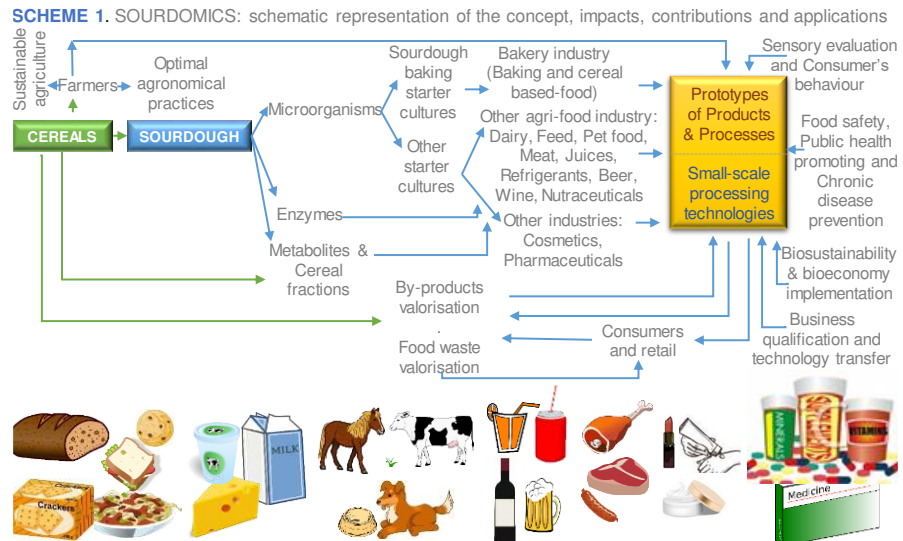 SCHEME 1. SOURDOMICS: schematic representation of the concept, impacts, contributions and applications
Sustainable
agriculture
Farmers
Optimal
agronomical
practices
CEREALS
SOURDOUGH
Microorganisms
Enzymes
Metabolites &
Cereal
fractions
Sourdough
baking
starter
cultures
Other
starter
cultures
Bakery industry
(Baking and cereal
based-food)
Other agri-food industry:
Dairy, Feed, Pet food,
Meat, Juices,
Refrigerants, Beer,
Wine, Nutraceuticals
Other industries:
Cosmetics,
Pharmaceuticals
By-products
valorisation
.
Food waste
valorisation
Consumers
and retail
Prototypes
of Products
& Processes
Small-scale
processing
technologies
Sensory evaluation
and Consumer's
behaviour
Food safety,
Public health
promoting and
Chronic
disease
prevention
Biosustainability
& bioeconomy
implementation
Business
qualification and
technology transfer
MILK
Crackers
Crackers
MINERALS
VITAMINS
Medicine